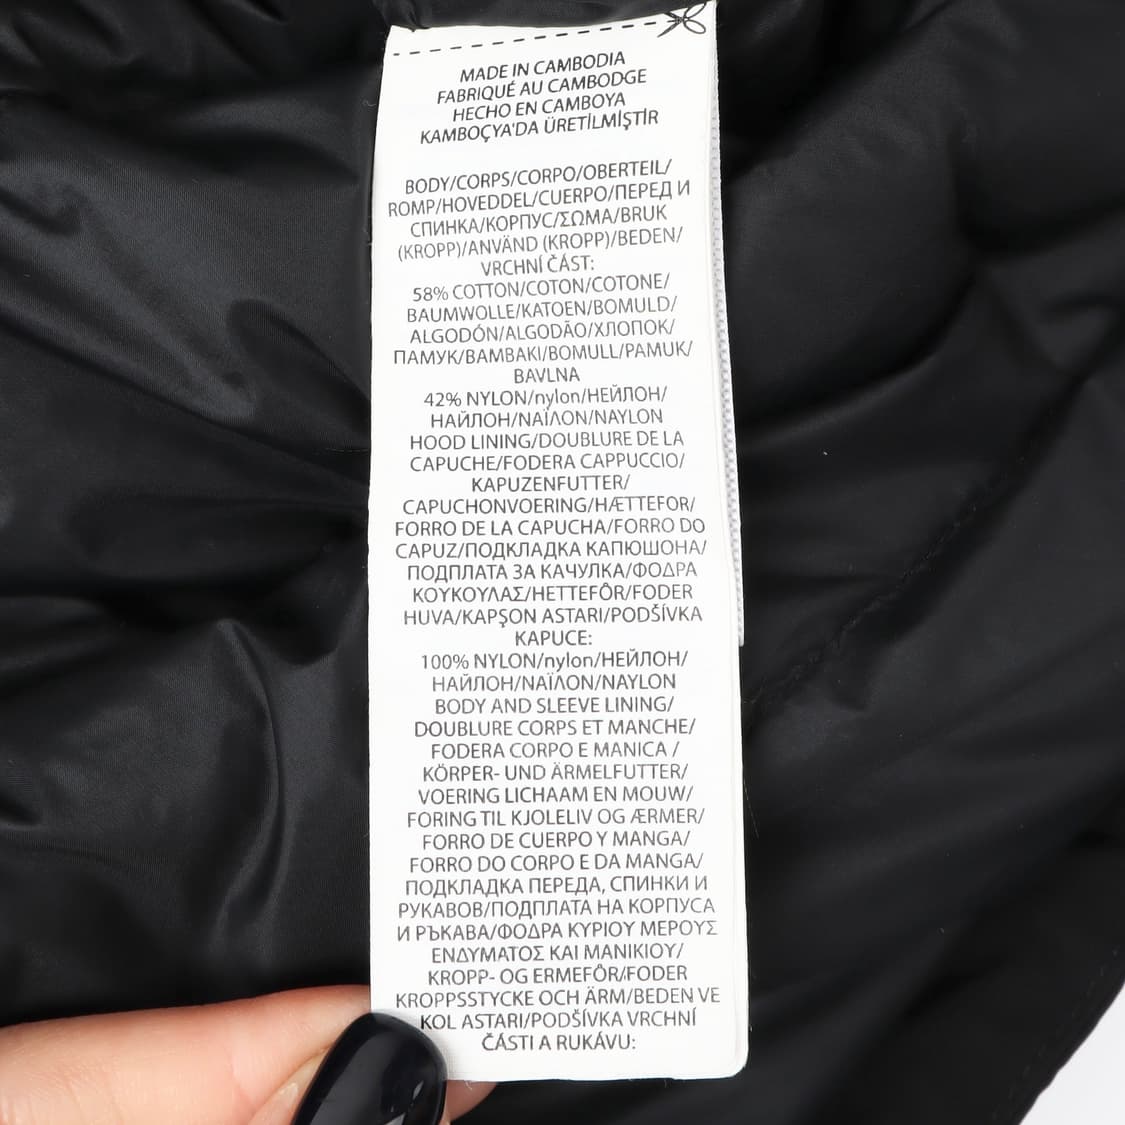 MADE IN CAMBODIA
FABRIQUÉ AU CAMBODGE
HECHO EN CAMBOYA
KAMBOÇYA'DA ÜRETİLMİŞTİR
BODY/CORPS/CORPO/OBERTEIL/
ROMP/HOVEDDEL/CUERPO/ПЕРЕД И
СПИНКА/КОРПУС/ΣΩΜΑ/BRUK
(KROPP)/ANVÄND (KROPP)/BEDEN/
VRCHNÍ ČÁST:
58% COTTON/COTON/COTONE/
BAUMWOLLE/KATOEN/BOMULD/
ALGODÓN/ALGODÃO/ХЛОПОК/
ПАМУК/ΒΑΜΒΑΚΙ/BOMULL/PAMUK/
BAVLNA
42% NYLON/nylon/НЕЙЛОН/
НАЙЛОН/ΝΑΪΛΟΝ/NAYLON
HOOD LINING/DOUBLURE DE LA
CAPUCHE/FODERA CAPPUCCIO/
KAPUZENFUTTER/
CAPUCHONVOERING/HÆTTEFOR/
FORRO DE LA CAPUCHA/FORRO DO
CAPUZ/ПОДКЛАДКА КАПЮШОНА/
ПОДПЛАТА ЗА КАЧУЛКА/ΦΟΔΡΑ
ΚΟΥΚΟΥΛΑΣ/HETTEFÔR/FODER
HUVA/KAPŞON ASTARI/PODŠÍVKA
KAPUCE:
100% NYLON/nylon/НЕЙЛОН/
НАЙЛОН/ΝΑΪΛΟΝ/NAYLON
BODY AND SLEEVE LINING/
DOUBLURE CORPS ET MANCHE/
FODERA CORPO E MANICA /
KÖRPER- UND ÄRMELFUTTER/
VOERING LICHAAM EN MOUW/
FORING TIL KJOLELIV OG ÆRMER/
FORRO DE CUERPO Y MANGA/
FORRO DO CORPO E DA MANGA/
ПОДКЛАДКА ПЕРЕДА, СПИНКИ И
РУКАВОВ/ПОДПЛАТА НА КОРПУСА
И РЪКАВА/ΦΟΔΡΑ ΚΥΡΙΟΥ ΜΕΡΟΥΣ
ΕΝΔΥΜΑΤΟΣ ΚΑΙ ΜΑΝΙΚΙΟΥ/
KROPP- OG ERMEFÔR/FODER
KROPPSSTYCKE OCH ÄRM/BEDEN VE
KOL ASTARI/PODŠÍVKA VRCHNÍ
ČÁSTI A RUKÁVU: